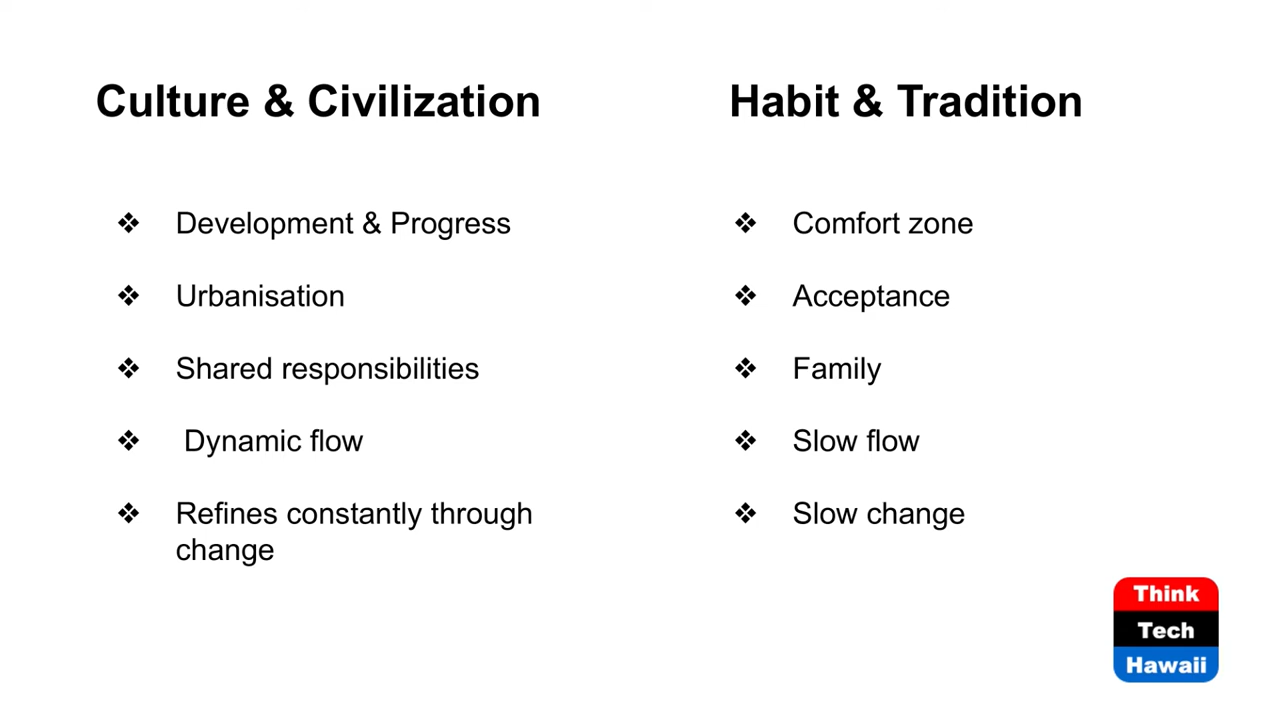 Culture & Civilization
❖ Development & Progress
❖ Urbanisation
❖ Shared responsibilities
❖ Dynamic flow
❖ Refines constantly through
change
Habit & Tradition
❖ Comfort zone
❖ Acceptance
❖ Family
❖ Slow flow
❖ Slow change
Think
Tech
Hawaii